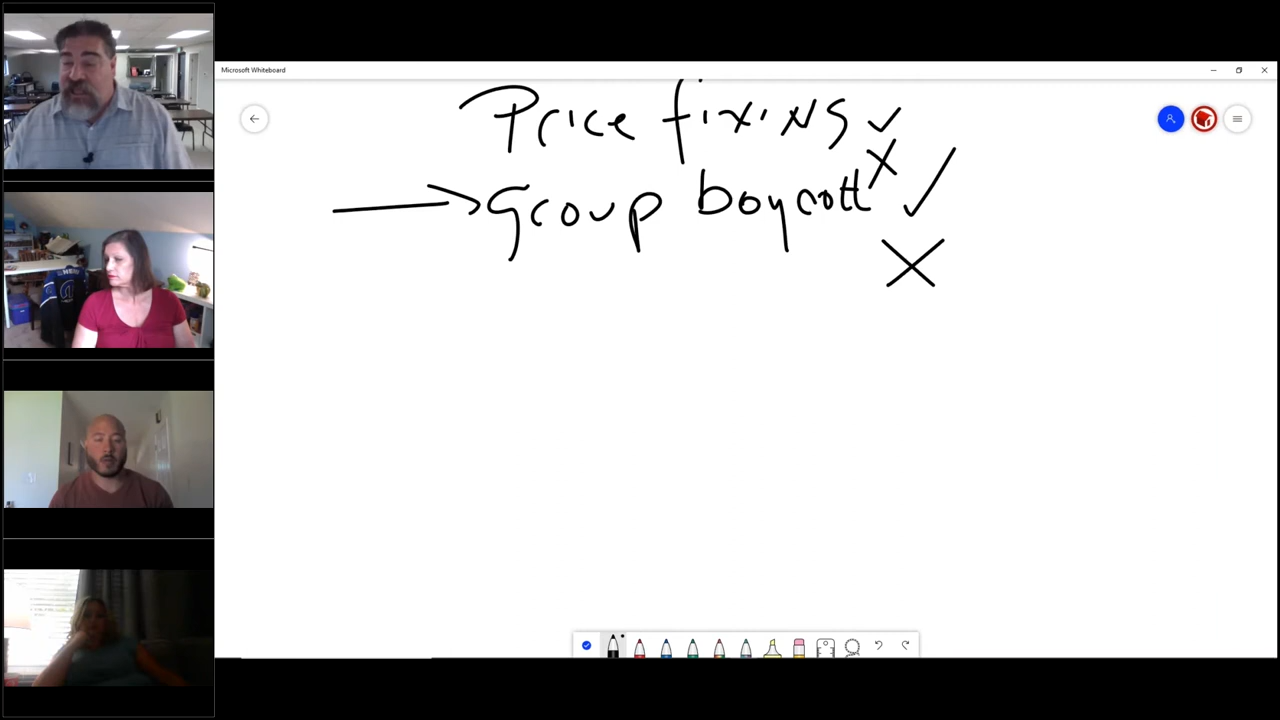 Microsoft Whiteboard
Price fixing ✓
→ Group boycott x ✓
X